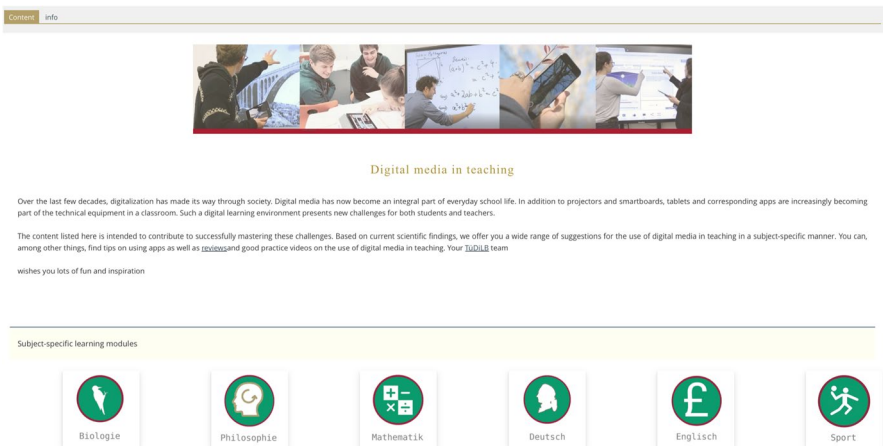 Content info
Digital media in teaching
Over the last few decades, digitalization has made its way through society. Digital media has now become an integral part of everyday school life. In addition to projectors and smartboards, tablets and corresponding apps are increasingly becoming
part of the technical equipment in a classroom. Such a digital learning environment presents new challenges for both students and teachers.
The content listed here is intended to contribute to successfully mastering these challenges. Based on current scientific findings, we offer you a wide range of suggestions for the use of digital media in teaching in a subject-specific manner. You can,
among other things, find tips on using apps as well as reviewsand good practice videos on the use of digital media in teaching. Your TüDiLB team
wishes you lots of fun and inspiration
Subject-specific learning modules
Biologie Philosophie Mathematik Deutsch Englisch Sport